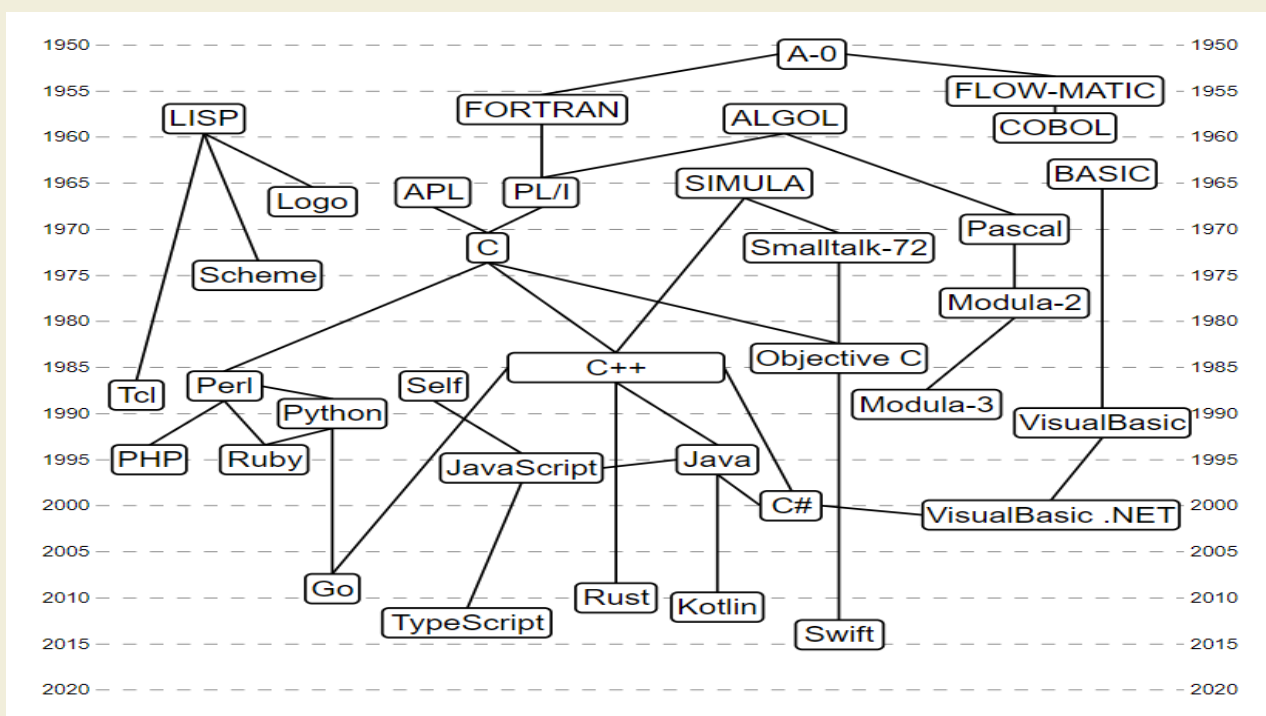 1950 1950
A-0
1955 FLOW-MATIC 1955
FORTRAN
LISP ALGOL
COBOL
1960 1960
BASIC
1965 APL PL/I SIMULA 1965
Logo
1970 Pascal 1970
C Smalltalk-72
1975 Scheme 1975
Modula-2
1980 1980
Objective C
1985 C++ 1985
Perl Self
Tcl
Modula-3
1990 Python 1990
VisualBasic
1995 PHP Ruby Java 1995
JavaScript
2000 C# 2000
VisualBasic .NET
2005 2005
Go
2010 Rust 2010
Kotlin
TypeScript
Swift
2015 2015
2020 2020